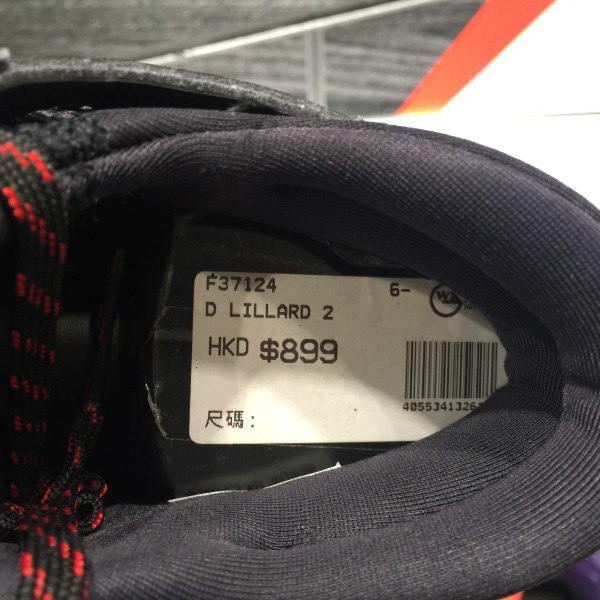 F37124 6-
D LILLARD 2
HKD $899
尺碼：